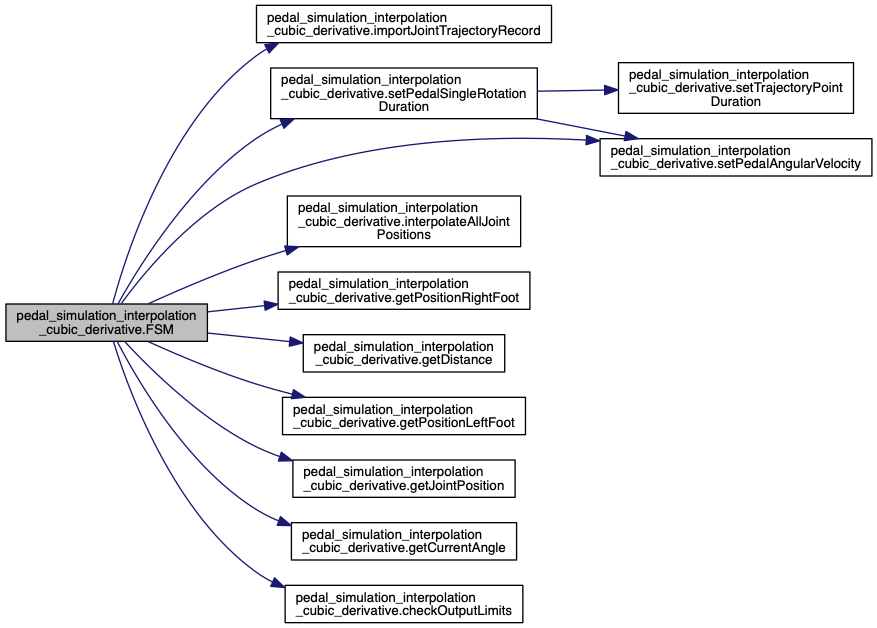 pedal_simulation_interpolation
_cubic_derivative.importJointTrajectoryRecord
pedal_simulation_interpolation
_cubic_derivative.setPedalSingleRotation
Duration
pedal_simulation_interpolation
_cubic_derivative.setTrajectoryPoint
Duration
pedal_simulation_interpolation
_cubic_derivative.setPedalAngularVelocity
pedal_simulation_interpolation
_cubic_derivative.interpolateAllJoint
Positions
pedal_simulation_interpolation
_cubic_derivative.getPositionRightFoot
pedal_simulation_interpolation
_cubic_derivative.FSM
pedal_simulation_interpolation
_cubic_derivative.getDistance
pedal_simulation_interpolation
_cubic_derivative.getPositionLeftFoot
pedal_simulation_interpolation
_cubic_derivative.getJointPosition
pedal_simulation_interpolation
_cubic_derivative.getCurrentAngle
pedal_simulation_interpolation
_cubic_derivative.checkOutputLimits